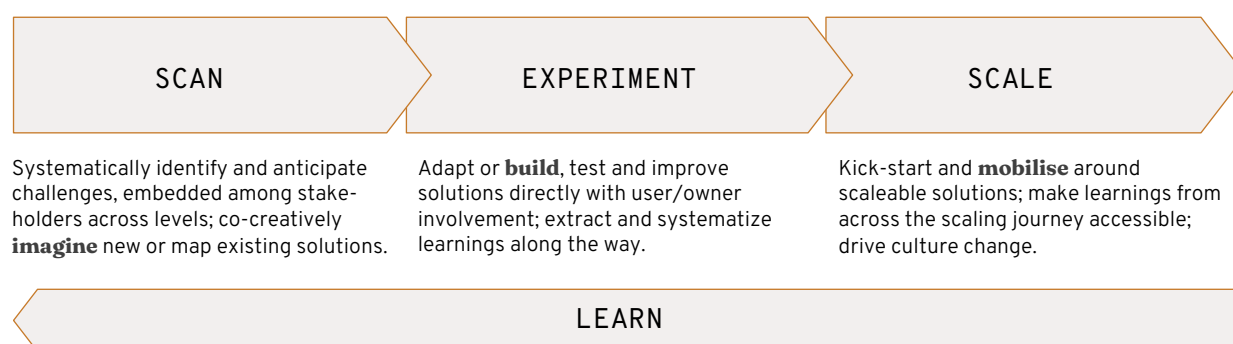 SCAN
EXPERIMENT
SCALE
Systematically identify and anticipate
challenges, embedded among stake-
holders across levels; co-creatively
imagine new or map existing solutions.
Adapt or build, test and improve
solutions directly with user/owner
involvement; extract and systematize
learnings along the way.
Kick-start and mobilise around
scaleable solutions; make learnings from
across the scaling journey accessible;
drive culture change.
LEARN